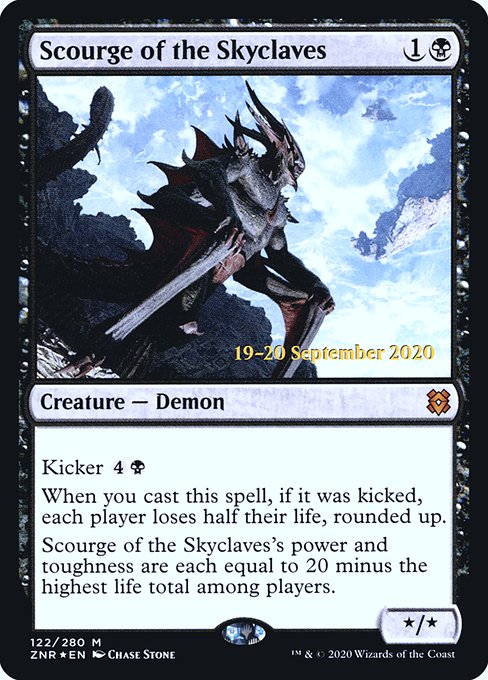 Scourge of the Skyclaves 1
19–20 September 2020
Creature — Demon
Kicker 4
When you cast this spell, if it was kicked,
each player loses half their life, rounded up.
Scourge of the Skyclaves's power and
toughness are each equal to 20 minus the
highest life total among players.
*/*
122/280 M
ZNR ★ EN Chase Stone
™ & © 2020 Wizards of the Coast